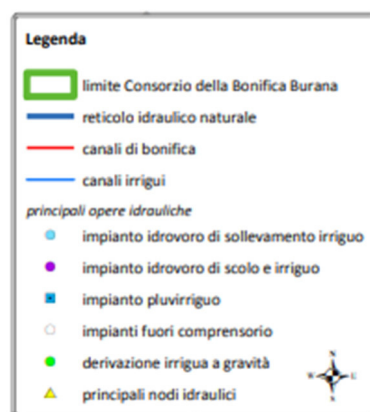 Legenda
limite Consorzio della Bonifica Burana
reticolo idraulico naturale
canali di bonifica
canali irrigui
principali opere idrauliche
impianto idrovoro di sollevamento irriguo
impianto idrovoro di scolo e irriguo
impianto pluvirriguo
impianti fuori comprensorio
derivazione irrigua a gravità
principali nodi idraulici
N
W
E
S